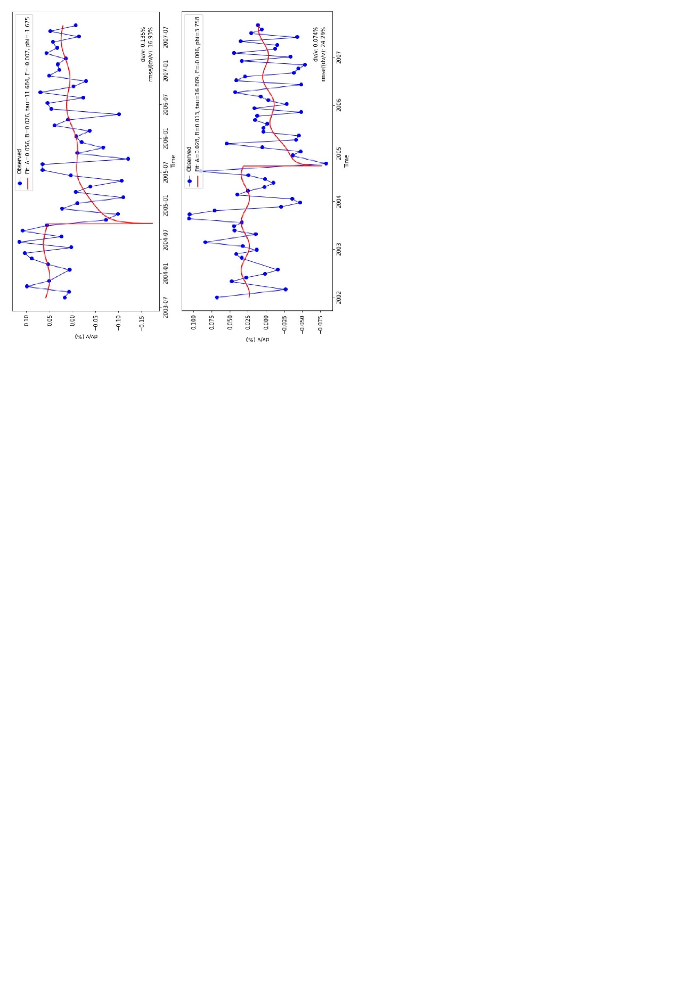 Observed
Fit: A=0.056, B=0.026, tau=11.684, E=-0.007, phi=-1.675
dv/v: 0.135%
rmse/(dv/v): 16.93%
0.10
0.05
0.00
−0.05
−0.10
−0.15
dv/v (%)
2003-07
2004-01
2004-07
2005-01
2005-07
2006-01
2006-07
2007-01
2007-07
Time
Observed
Fit: A=0.028, B=0.013, tau=16.809, E=-0.006, phi=3.758
dv/v: 0.074%
rmse/(dv/v): 24.29%
0.100
0.075
0.050
0.025
0.000
−0.025
−0.050
−0.075
dv/v (%)
2002
2003
2004
2005
2006
2007
Time